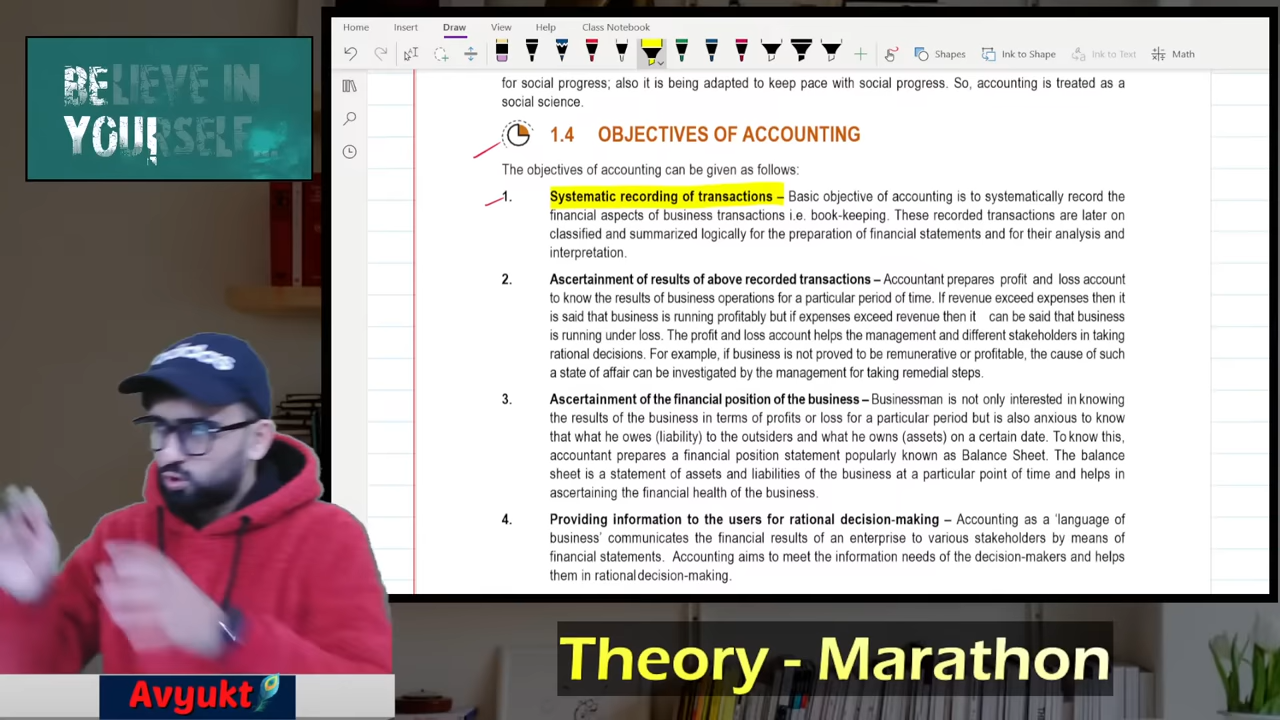 Home Insert Draw View Help Class Notebook
Shapes Ink to Shape Ink to Text Math
BELIEVE IN
YOURSELF
for social progress; also it is being adapted to keep pace with social progress. So, accounting is treated as a
social science.
1.4 OBJECTIVES OF ACCOUNTING
The objectives of accounting can be given as follows:
1. Systematic recording of transactions – Basic objective of accounting is to systematically record the
financial aspects of business transactions i.e. book-keeping. These recorded transactions are later on
classified and summarized logically for the preparation of financial statements and for their analysis and
interpretation.
2. Ascertainment of results of above recorded transactions – Accountant prepares profit and loss account
to know the results of business operations for a particular period of time. If revenue exceed expenses then it
is said that business is running profitably but if expenses exceed revenue then it can be said that business
is running under loss. The profit and loss account helps the management and different stakeholders in taking
rational decisions. For example, if business is not proved to be remunerative or profitable, the cause of such
a state of affair can be investigated by the management for taking remedial steps.
3. Ascertainment of the financial position of the business – Businessman is not only interested in knowing
the results of the business in terms of profits or loss for a particular period but is also anxious to know
that what he owes (liability) to the outsiders and what he owns (assets) on a certain date. To know this,
accountant prepares a financial position statement popularly known as Balance Sheet. The balance
sheet is a statement of assets and liabilities of the business at a particular point of time and helps in
ascertaining the financial health of the business.
4. Providing information to the users for rational decision-making – Accounting as a 'language of
business' communicates the financial results of an enterprise to various stakeholders by means of
financial statements. Accounting aims to meet the information needs of the decision-makers and helps
them in rational decision-making.
adidas
Theory - Marathon
Avyukt